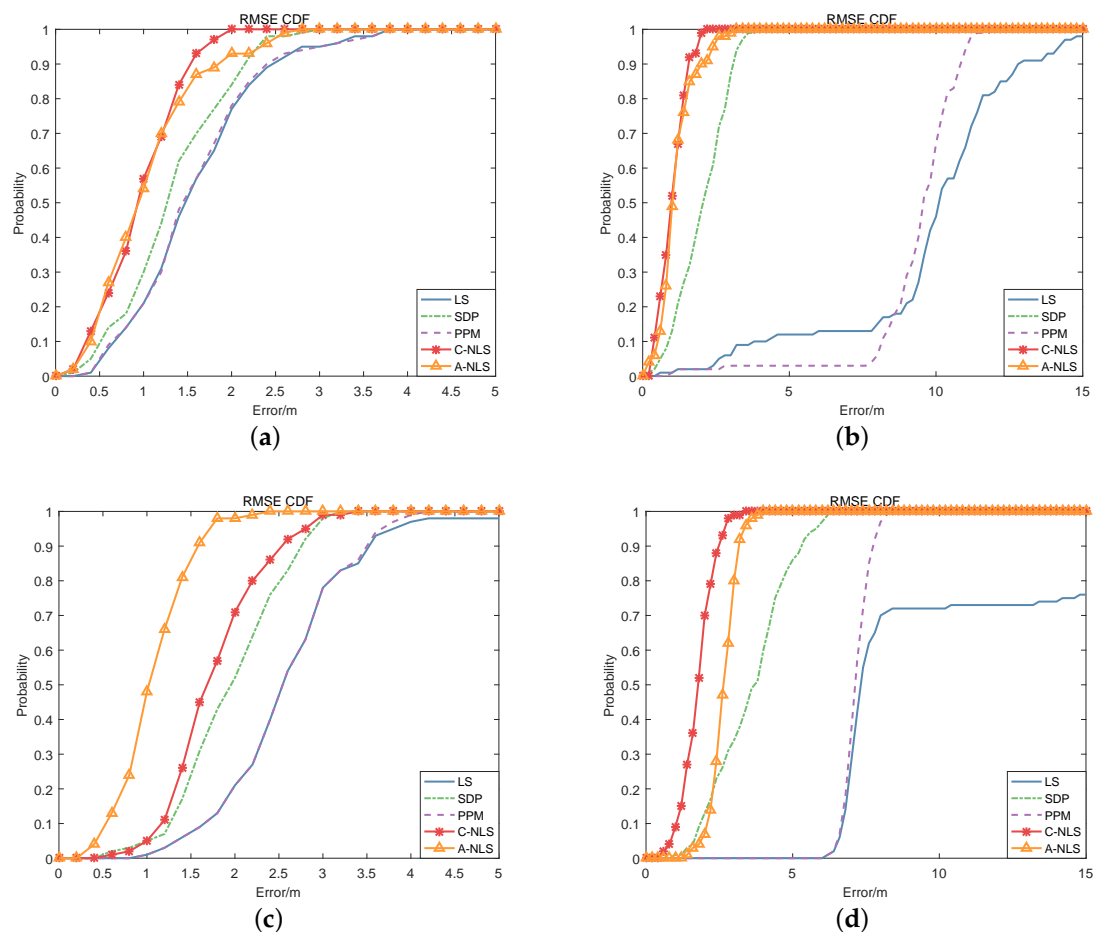 RMSE CDF
1
0.9
0.8
0.7
0.6
0.5
0.4
0.3
0.2
0.1
0
Probability
LS
SDP
PPM
C-NLS
A-NLS
0 0.5 1 1.5 2 2.5 3 3.5 4 4.5 5
Error/m
(a)
RMSE CDF
1
0.9
0.8
0.7
0.6
0.5
0.4
0.3
0.2
0.1
0
Probability
LS
SDP
PPM
C-NLS
A-NLS
0 5 10 15
Error/m
(b)
RMSE CDF
1
0.9
0.8
0.7
0.6
0.5
0.4
0.3
0.2
0.1
0
Probability
LS
SDP
PPM
C-NLS
A-NLS
0 0.5 1 1.5 2 2.5 3 3.5 4 4.5 5
Error/m
(c)
RMSE CDF
1
0.9
0.8
0.7
0.6
0.5
0.4
0.3
0.2
0.1
0
Probability
LS
SDP
PPM
C-NLS
A-NLS
0 5 10 15
Error/m
(d)